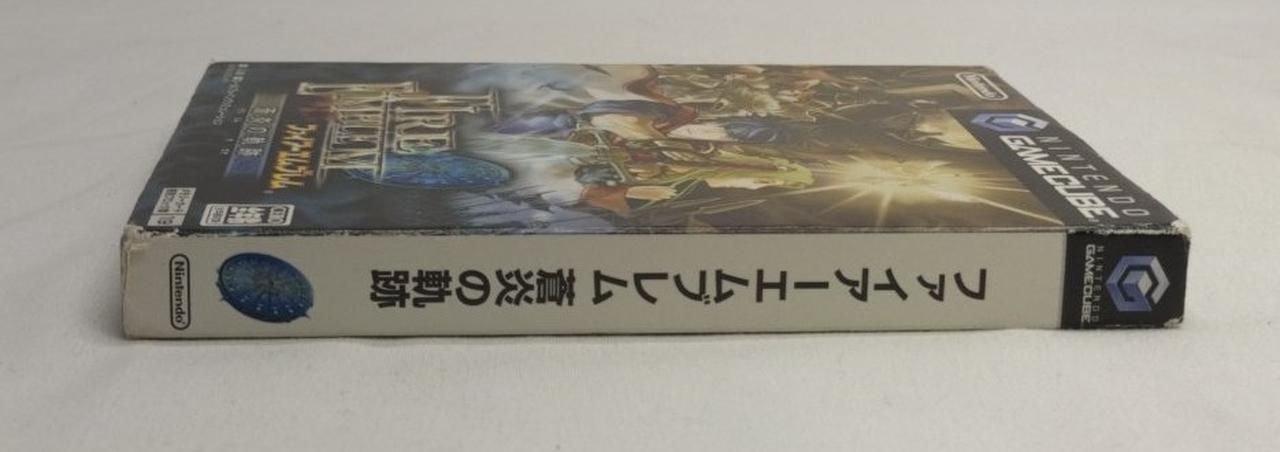 NINTENDO
GAMECUBE
ファイアーエムブレム 蒼炎の軌跡
Nintendo
Nintendo
NINTENDO
GAMECUBE
FIRE
EMBLEM
ファイアーエムブレム
蒼炎の軌跡